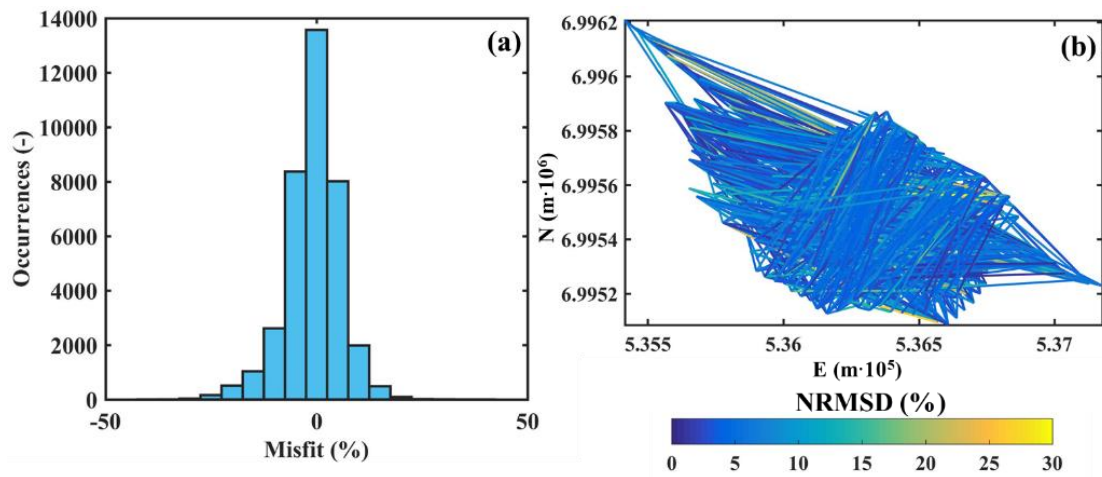 (a)
14000
12000
10000
8000
6000
4000
2000
0
Occurrences (-)
-50 0 50
Misfit (%)
(b)
6.9962
6.996
6.9958
6.9956
6.9954
6.9952
N (m·10⁶)
5.355 5.36 5.365 5.37
E (m·10⁵)
NRMSD (%)
0 5 10 15 20 25 30